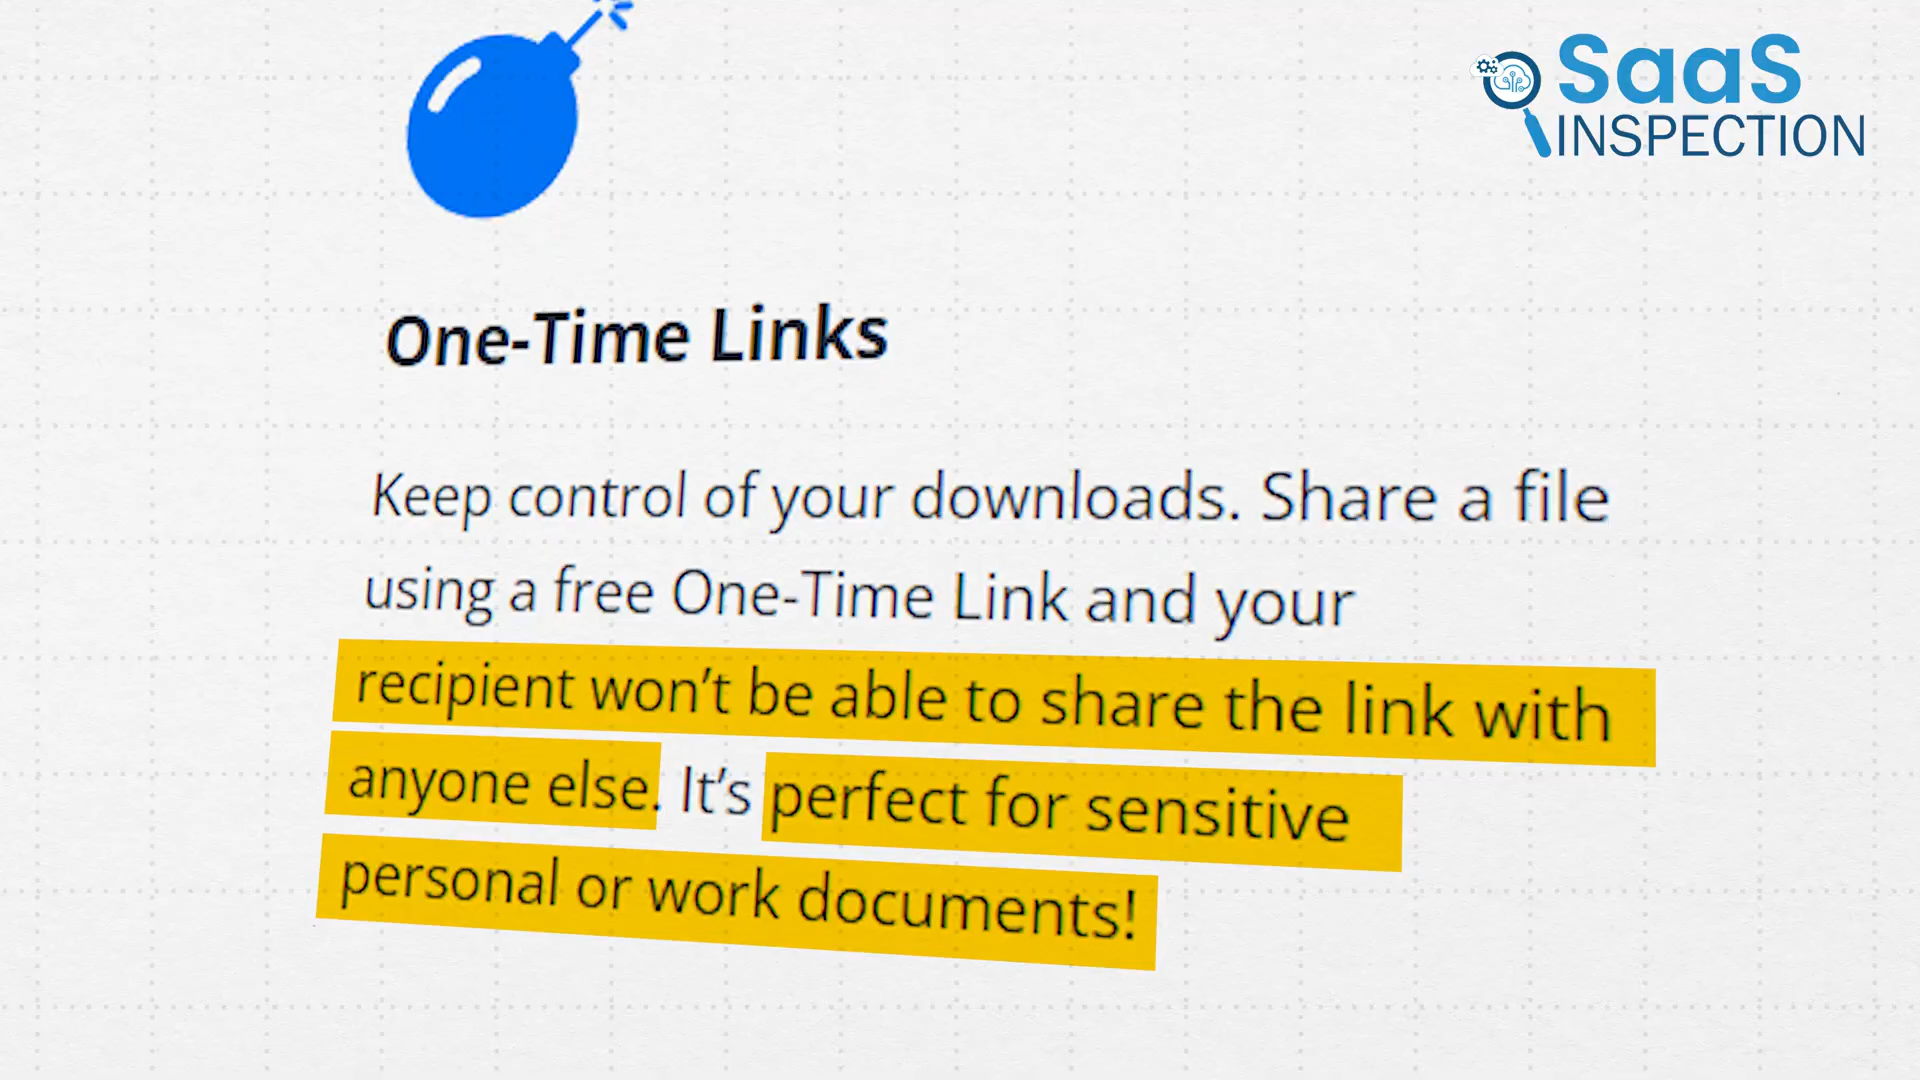 SaaS
INSPECTION
One-Time Links
Keep control of your downloads. Share a file
using a free One-Time Link and your
recipient won’t be able to share the link with
anyone else. It’s perfect for sensitive
personal or work documents!